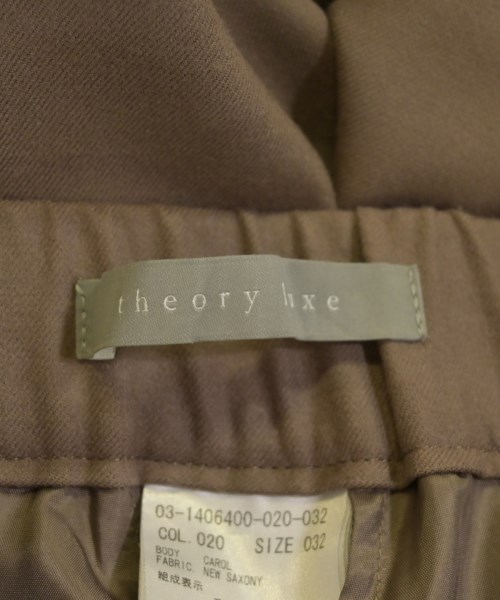 theory luxe
03-1406400-020-032
COL.020 SIZE 032
BODY CAROL
FABRIC NEW SAXONY
組成表示